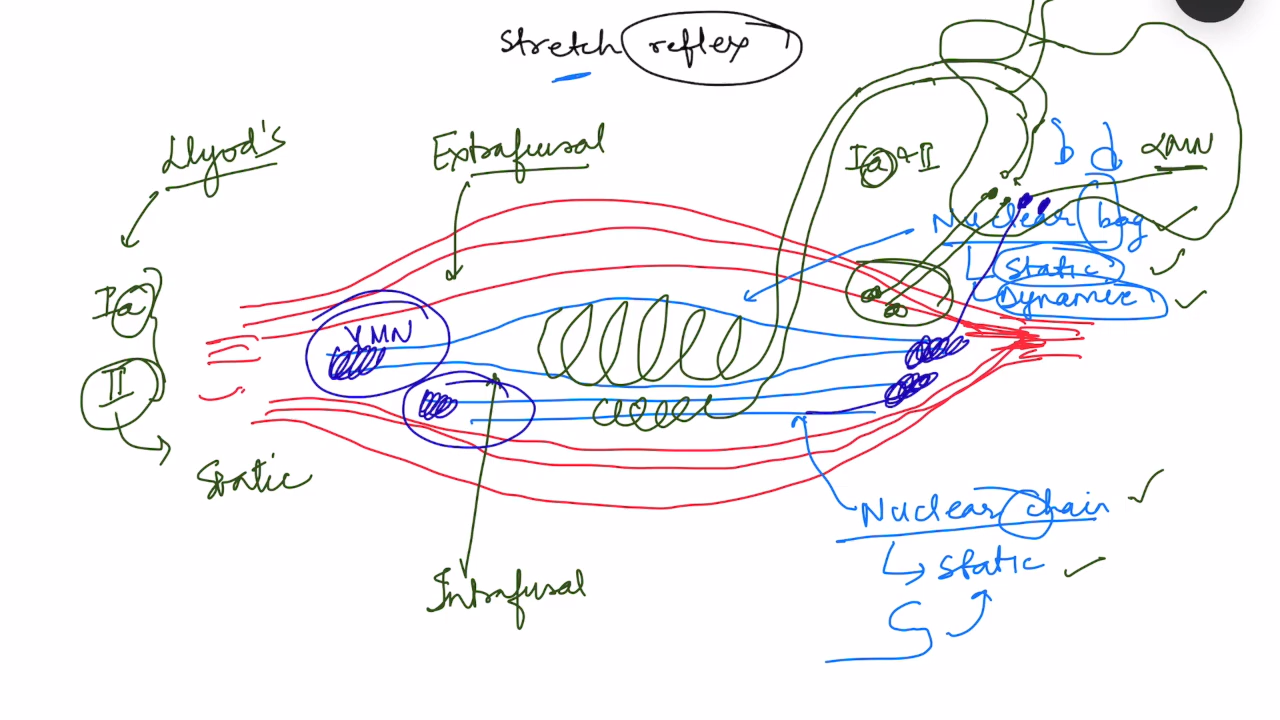 Stretch reflex
Llyod's
Extrafusal
Ia + II
b d
αMN
Nuclear bag
Static
Dynamic
Ia
γMN
II
Static
Nuclear chain
Static
Intrafusal